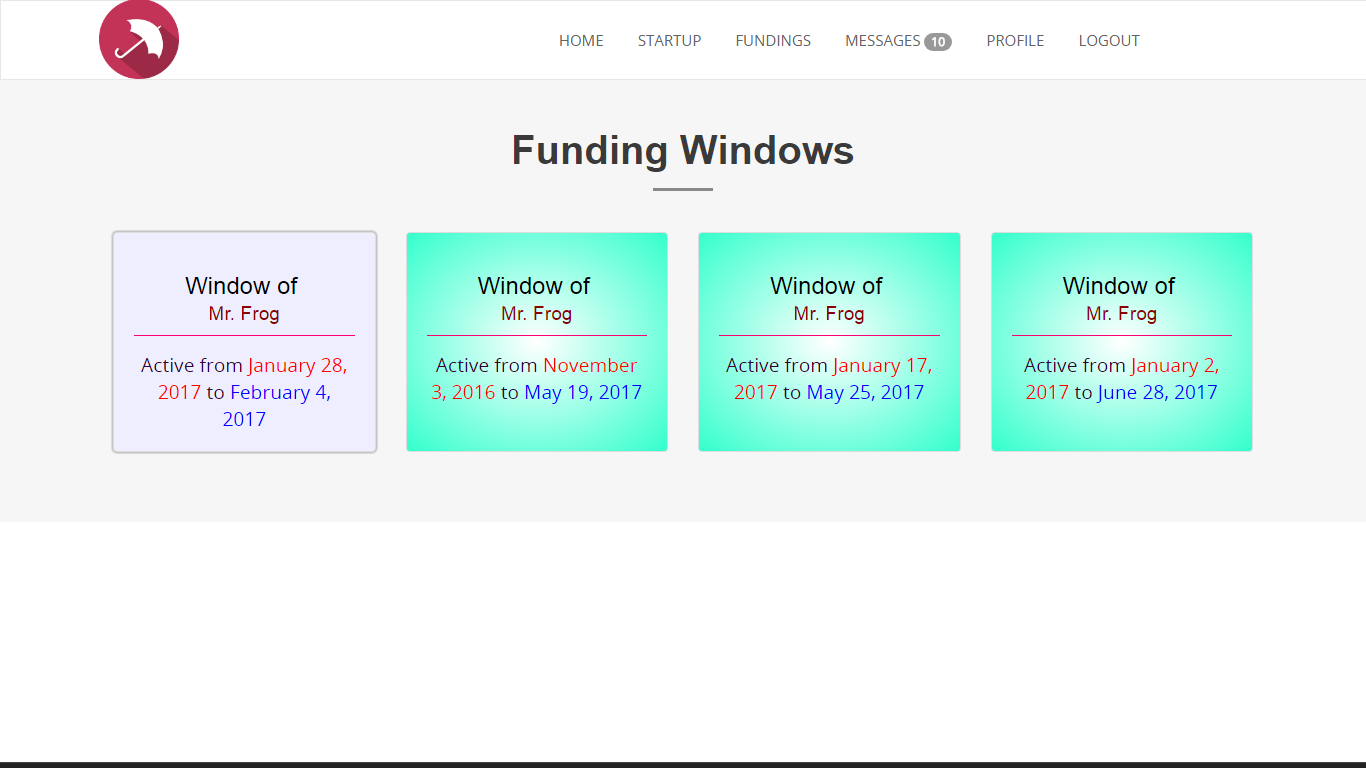 HOME STARTUP FUNDINGS MESSAGES 10 PROFILE LOGOUT
Funding Windows
Window of
Mr. Frog
Active from January 28,
2017 to February 4,
2017
Window of
Mr. Frog
Active from November
3, 2016 to May 19, 2017
Window of
Mr. Frog
Active from January 17,
2017 to May 25, 2017
Window of
Mr. Frog
Active from January 2,
2017 to June 28, 2017